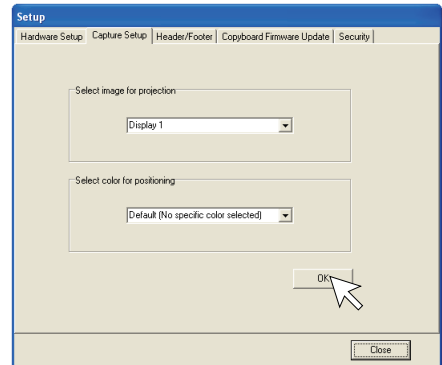 Setup
Hardware Setup Capture Setup Header/Footer Copyboard Firmware Update Security
Select image for projection
Display 1
Select color for positioning
Default (No specific color selected)
OK
Close